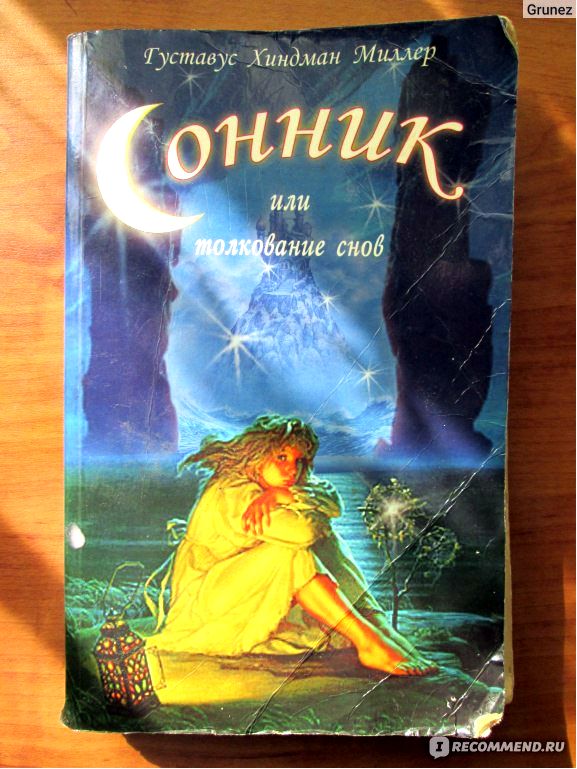 Grunez
Густавус Хиндман Миллер
Сонник
или
толкование снов
I RECOMMEND.RU